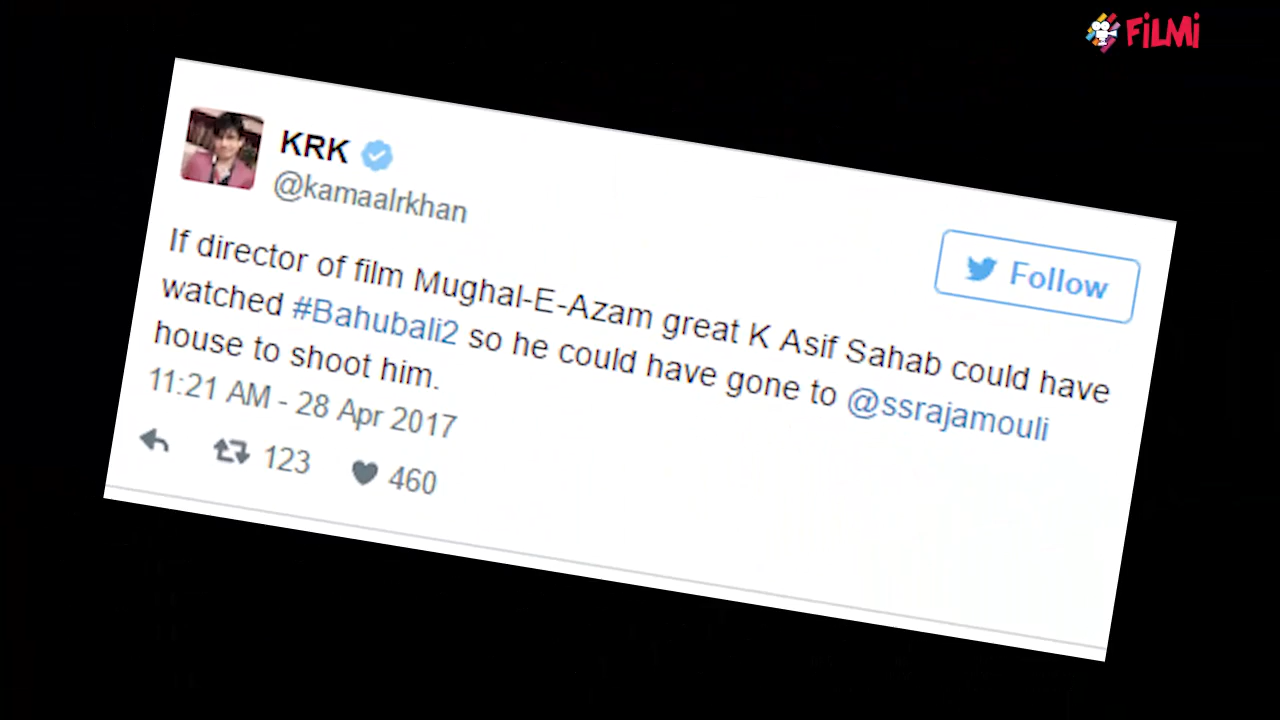 FiLMi
KRK
@kamaalrkhan
Follow
If director of film Mughal-E-Azam great K Asif Sahab could have
watched #Bahubali2 so he could have gone to @ssrajamouli
house to shoot him.
11:21 AM - 28 Apr 2017
123 460